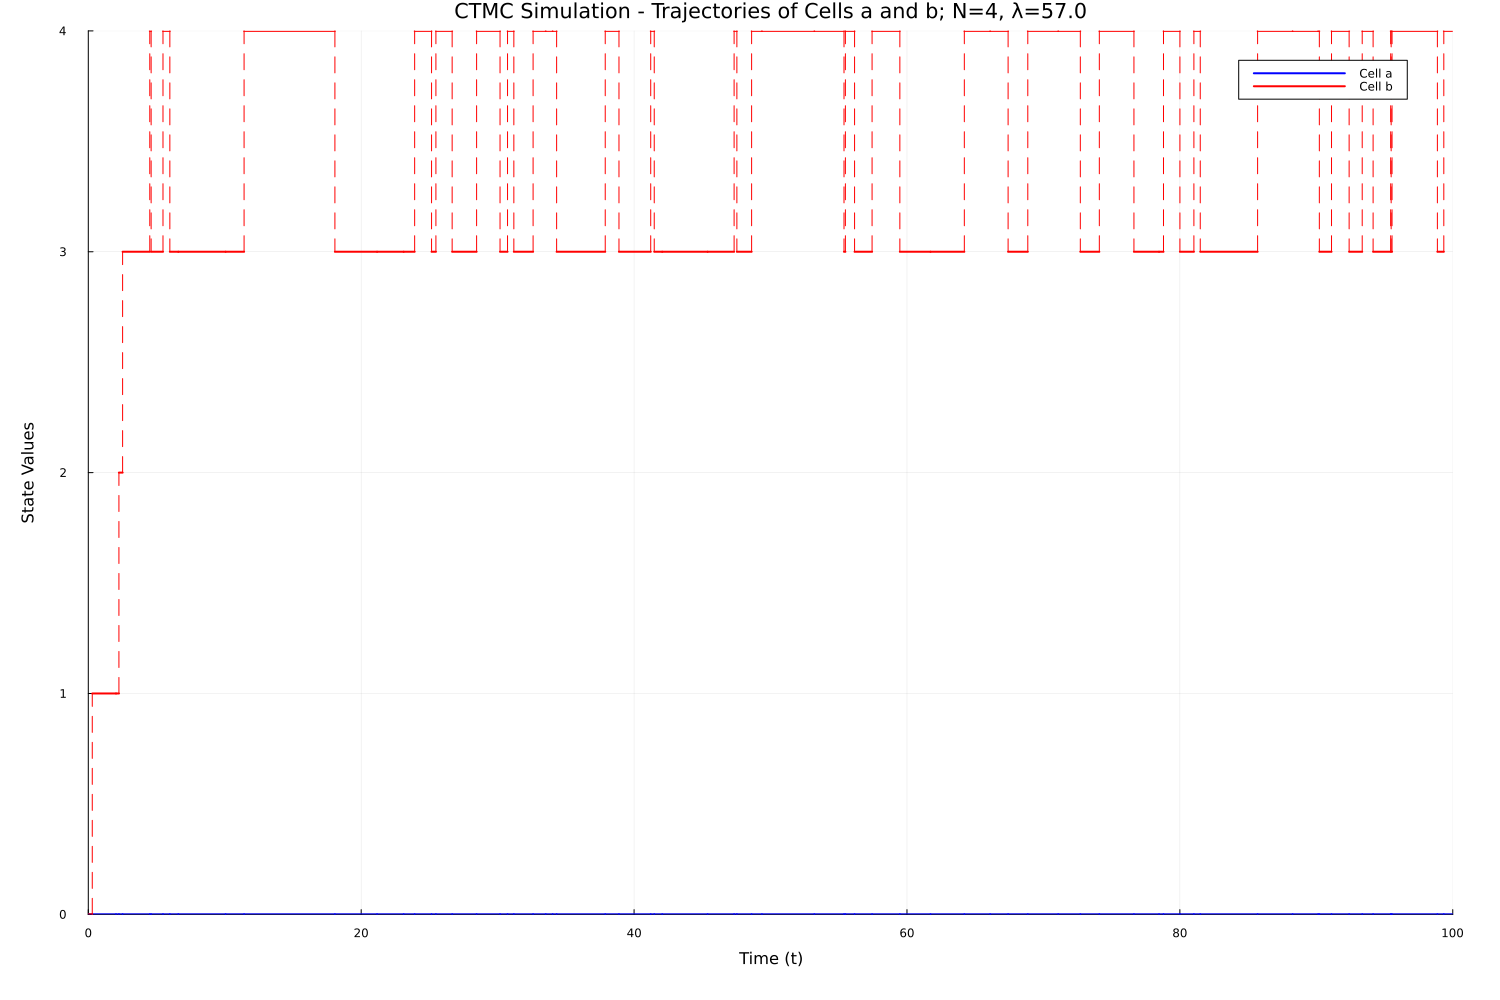 CTMC Simulation - Trajectories of Cells a and b; N=4, λ=57.0
4
Cell a
Cell b
3
State Values
2
1
0
0 20 40 60 80 100
Time (t)